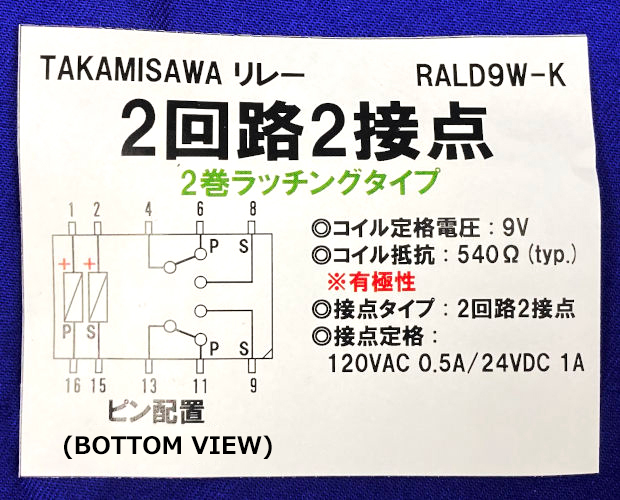 TAKAMISAWA リレー RALD9W-K
2回路2接点
2巻ラッチングタイプ
1 2 4 6 8
P S
+ +
P S
P S
16 15 13 11 9
ピン配置
(BOTTOM VIEW)
◎コイル定格電圧：9V
◎コイル抵抗：540Ω(typ.)
※有極性
◎接点タイプ：2回路2接点
◎接点定格：
120VAC 0.5A/24VDC 1A